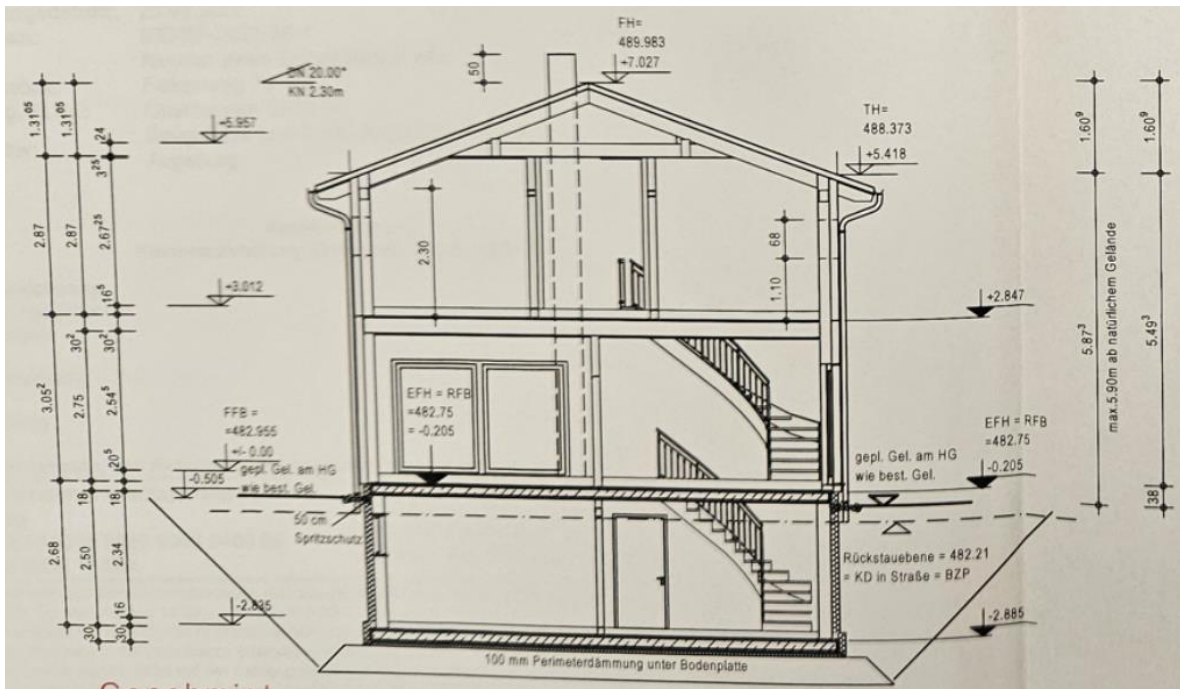 FH=
489.983
+7.027
50
DN 20.00°
KN 2.30m
1.31⁰⁵
1.31⁰⁵
24
+5.957
TH=
488.373
+5.418
1.60⁹
1.60⁹
3²⁵
2.87
2.87
2.67²⁵
2.30
68
1.10
16⁵
+3.012
+2.847
30²
30²
5.87³
max.5.90m ab natürlichem Gelände
5.49³
3.05²
2.75
2.54⁵
EFH = RFB
=482.75
= -0.205
FFB =
=482.955
+/- 0.00
gepl. Gel. am HG
wie best. Gel.
20⁵
-0.505
EFH = RFB
=482.75
-0.205
gepl. Gel. am HG
wie best. Gel.
18
18
38
50 cm
Spritzschutz
2.68
2.50
2.34
Rückstauebene = 482.21
= KD in Straße = BZP
16
30
30
-2.885
100 mm Perimeterdämmung unter Bodenplatte